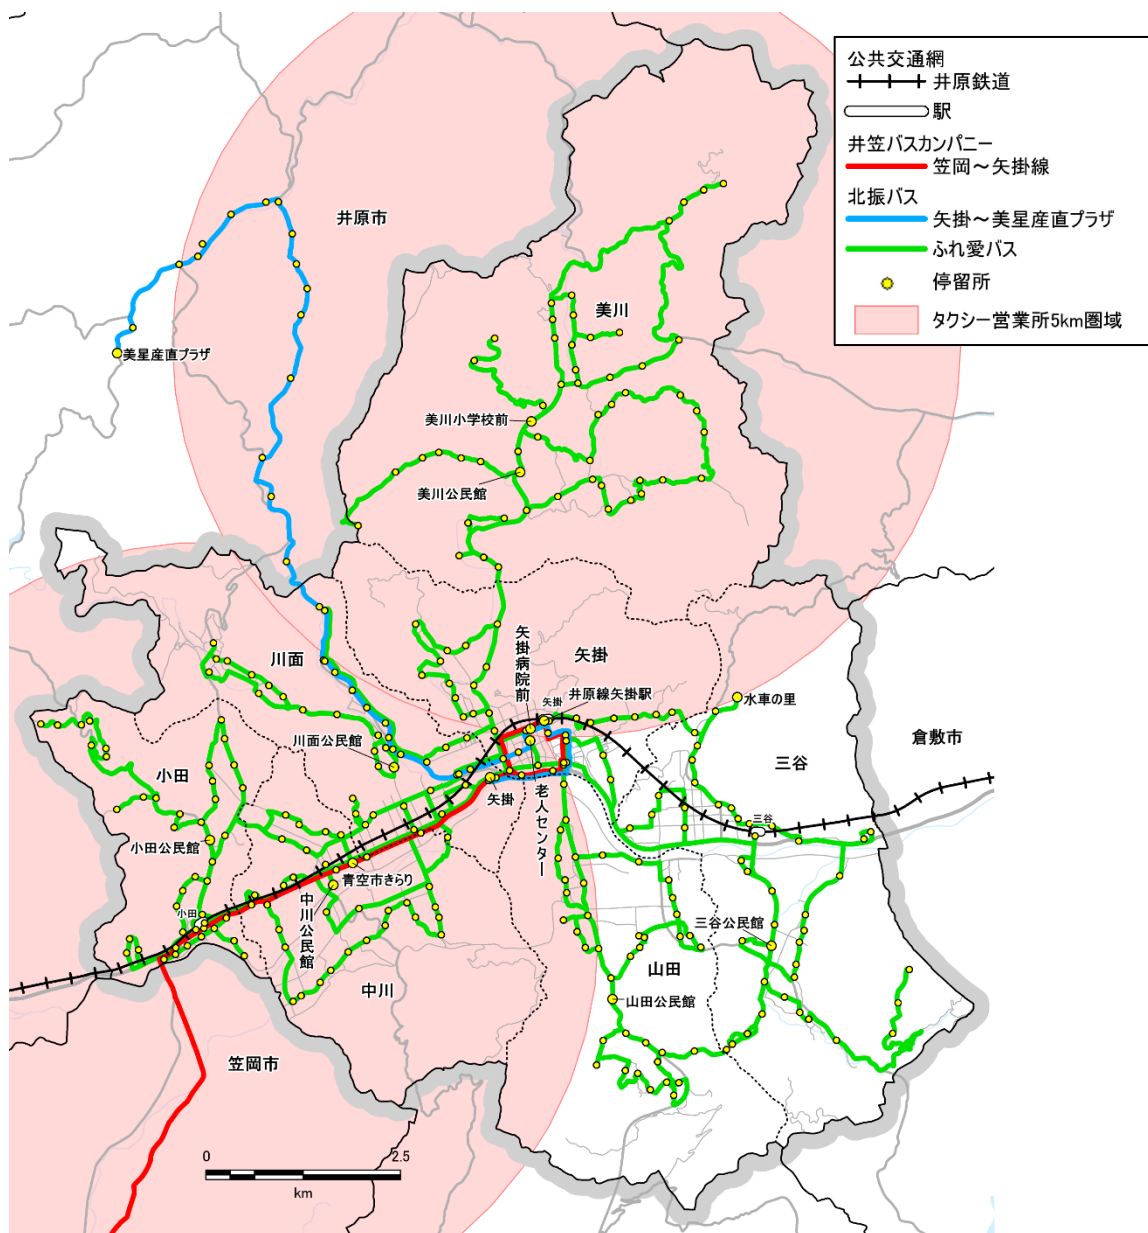 公共交通網
井原鉄道
駅
井笠バスカンパニー
笠岡～矢掛線
北振バス
矢掛～美星産直プラザ
ふれ愛バス
停留所
タクシー営業所5km圏域
井原市
美川
美星産直プラザ
美川小学校前
美川公民館
矢掛病院前
矢掛
川面
矢掛
井原線矢掛駅
水車の里
川面公民館
倉敷市
小田
三谷
矢掛
老人センター
三谷
小田公民館
青空市きらり
中川公民館
小田
三谷公民館
山田
中川
山田公民館
笠岡市
0
2.5
km